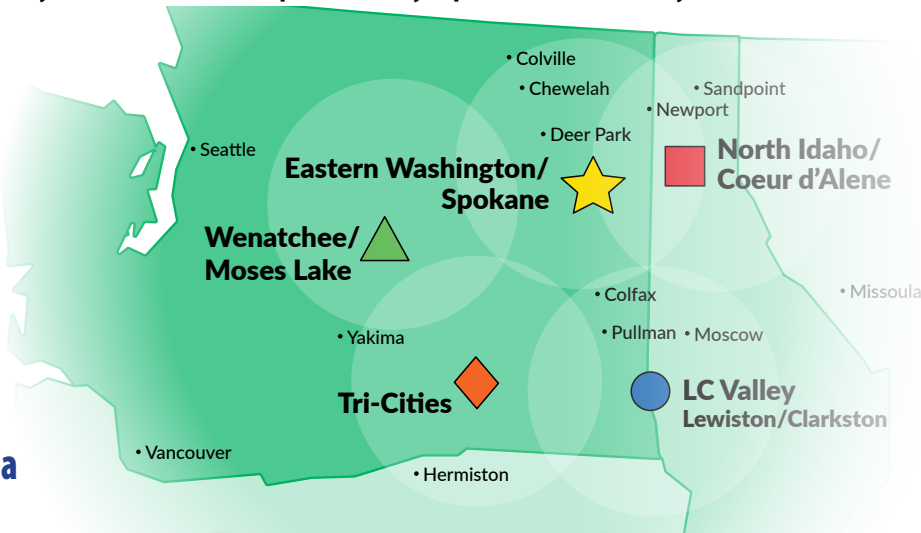 Colville
Chewelah
Sandpoint
Newport
Deer Park
Seattle
North Idaho/
Coeur d'Alene
Eastern Washington/
Spokane
Wenatchee/
Moses Lake
Colfax
Missoula
Yakima
Pullman
Moscow
Tri-Cities
LC Valley
Lewiston/Clarkston
Vancouver
a
Hermiston